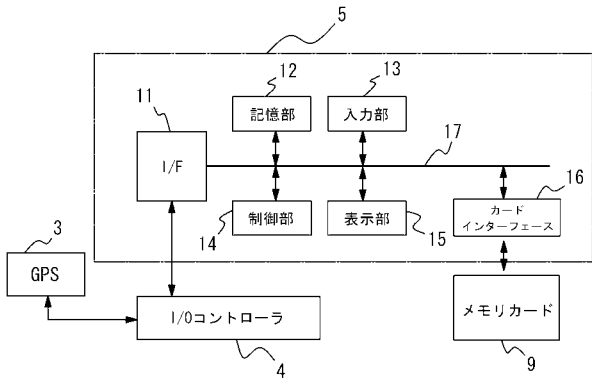 5
12
13
11
記憶部
入力部
17
I/F
16
制御部
表示部
カード
インターフェース
14
15
3
GPS
I/Oコントローラ
メモリカード
4
9